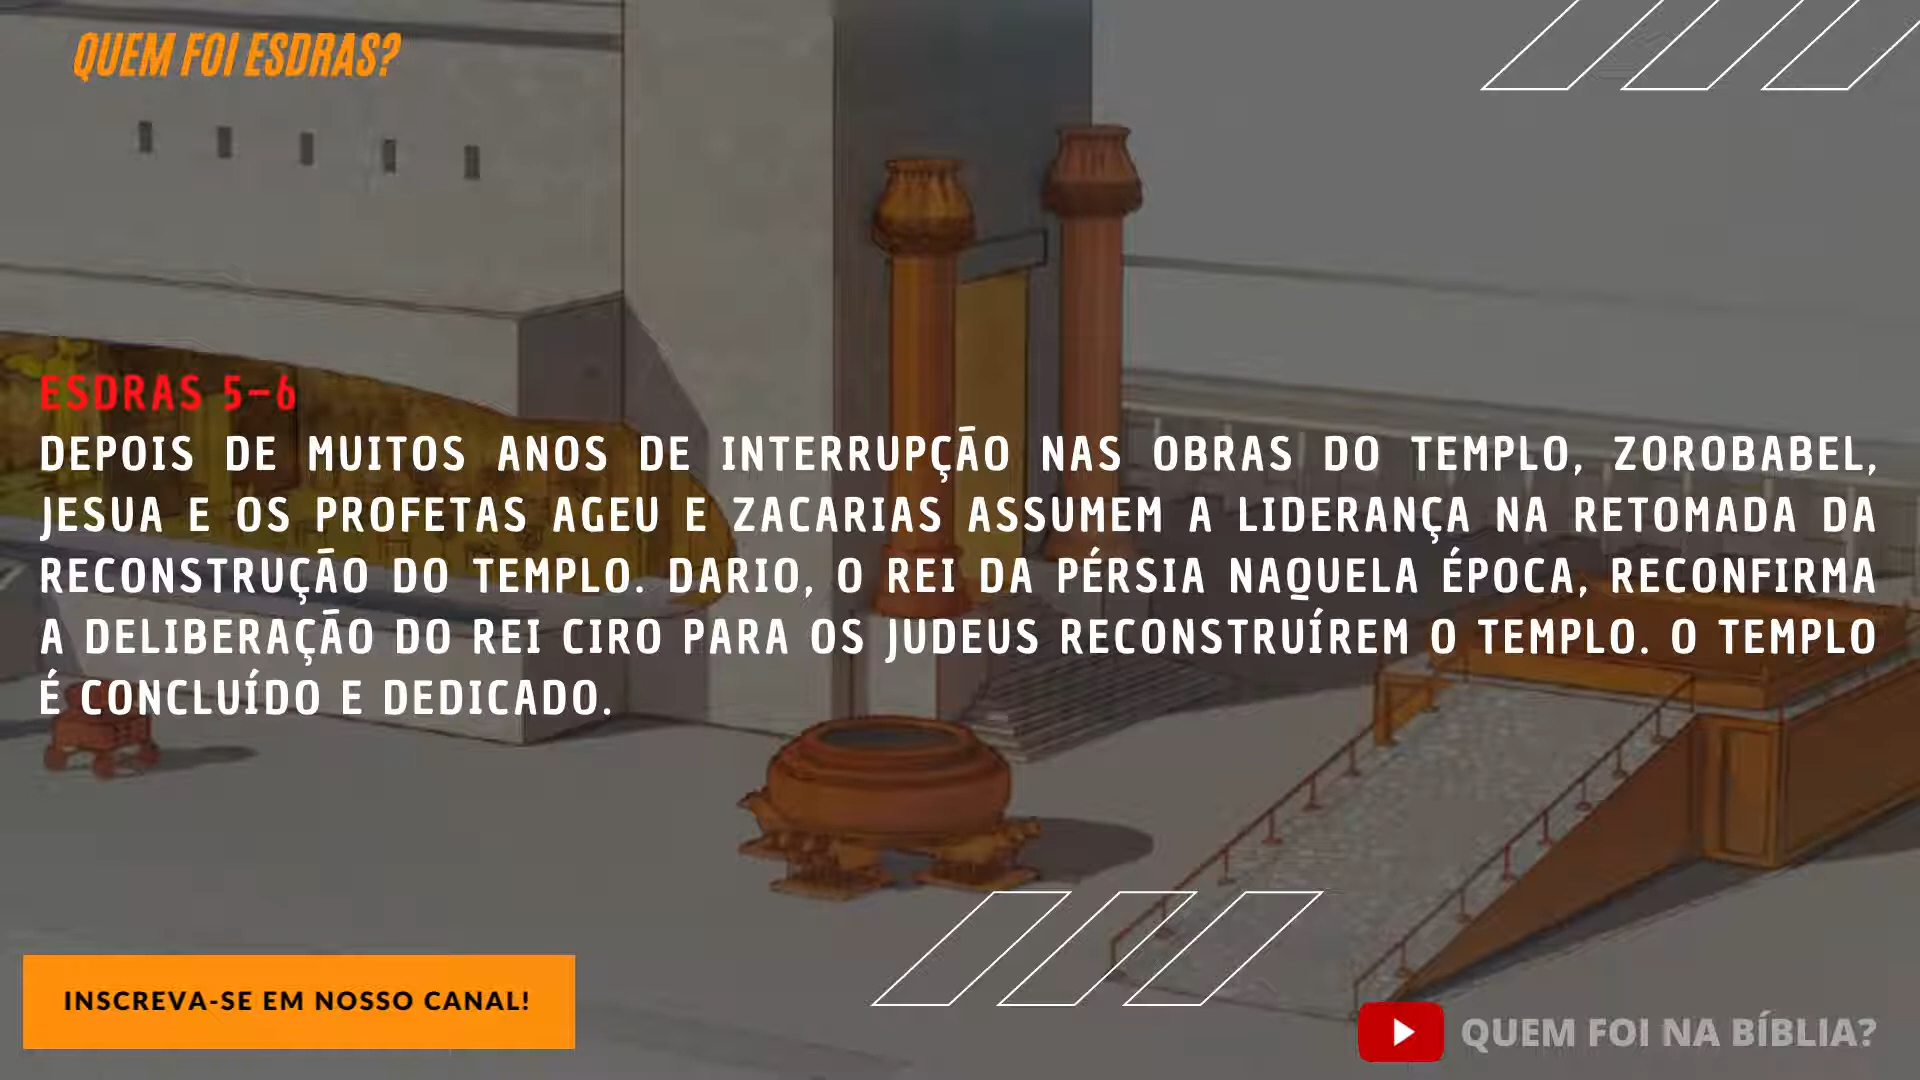 QUEM FOI ESDRAS?
ESDRAS 5-6
DEPOIS DE MUITOS ANOS DE INTERRUPÇÃO NAS OBRAS DO TEMPLO, ZOROBABEL,
JESUA E OS PROFETAS AGEU E ZACARIAS ASSUMEM A LIDERANÇA NA RETOMADA DA
RECONSTRUÇÃO DO TEMPLO. DARIO, O REI DA PÉRSIA NAQUELA ÉPOCA, RECONFIRMA
A DELIBERAÇÃO DO REI CIRO PARA OS JUDEUS RECONSTRUÍREM O TEMPLO. O TEMPLO
É CONCLUÍDO E DEDICADO.
INSCREVA-SE EM NOSSO CANAL!
QUEM FOI NA BÍBLIA?